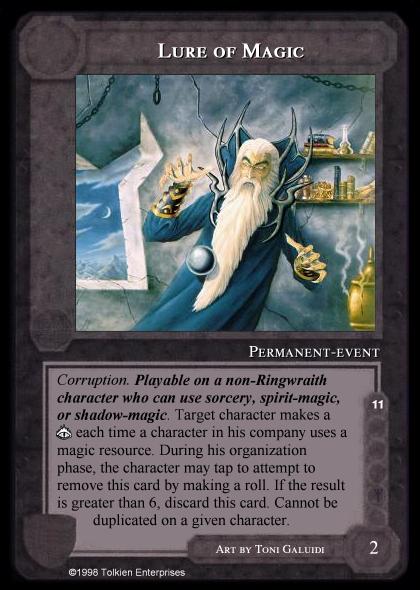 Lure of Magic
Permanent-event
Corruption. Playable on a non-Ringwraith
character who can use sorcery, spirit-magic,
or shadow-magic. Target character makes a
each time a character in his company uses a
magic resource. During his organization
phase, the character may tap to attempt to
remove this card by making a roll. If the result
is greater than 6, discard this card. Cannot be
duplicated on a given character.
11
Art by Toni Galuidi
2
©1998 Tolkien Enterprises